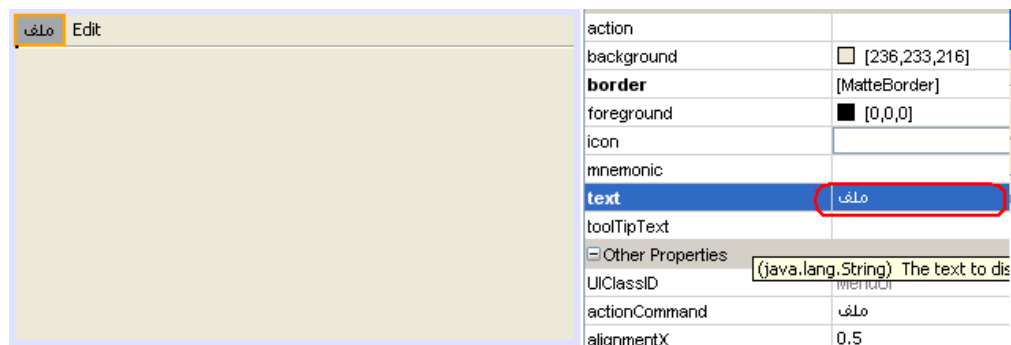 ملف Edit
action
background [236,233,216]
border [MatteBorder]
foreground [0,0,0]
icon
mnemonic
text ملف
toolTipText
Other Properties
(java.lang.String) The text to dis
UIClassID MenuUI
actionCommand ملف
alignmentX 0.5